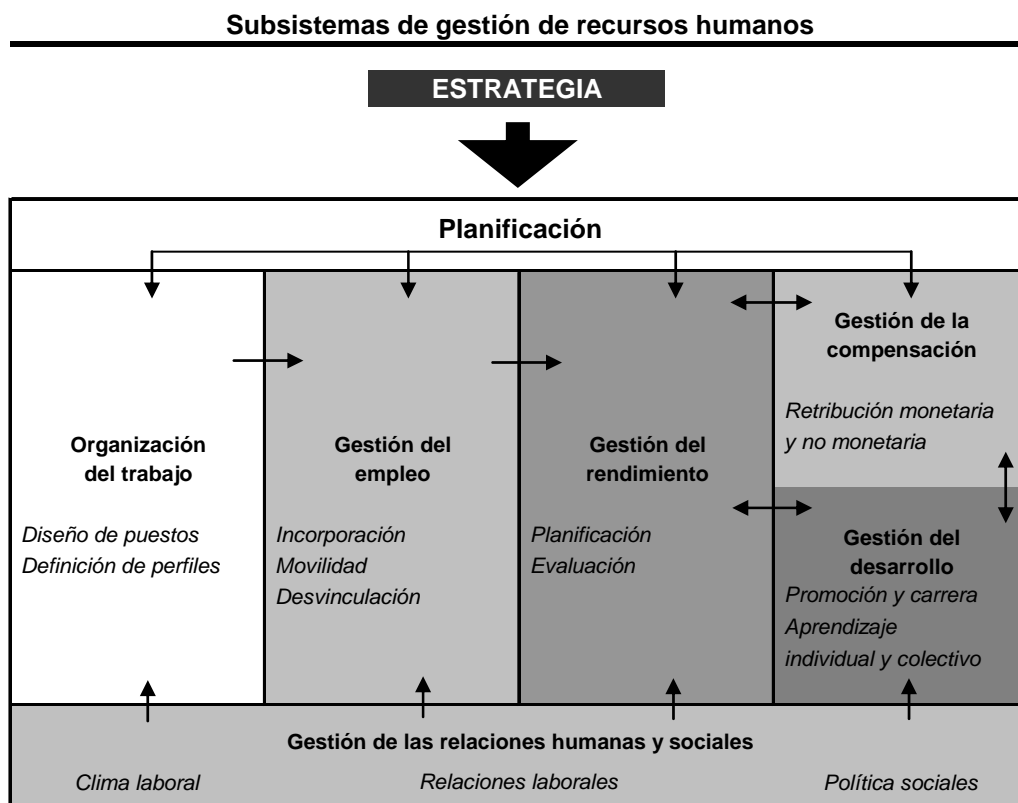 Subsistemas de gestión de recursos humanos
ESTRATEGIA
Planificación
Organización
del trabajo
Diseño de puestos
Definición de perfiles
Gestión del
empleo
Incorporación
Movilidad
Desvinculación
Gestión del
rendimiento
Planificación
Evaluación
Gestión de la
compensación
Retribución monetaria
y no monetaria
Gestión del
desarrollo
Promoción y carrera
Aprendizaje
individual y colectivo
Gestión de las relaciones humanas y sociales
Clima laboral
Relaciones laborales
Política sociales